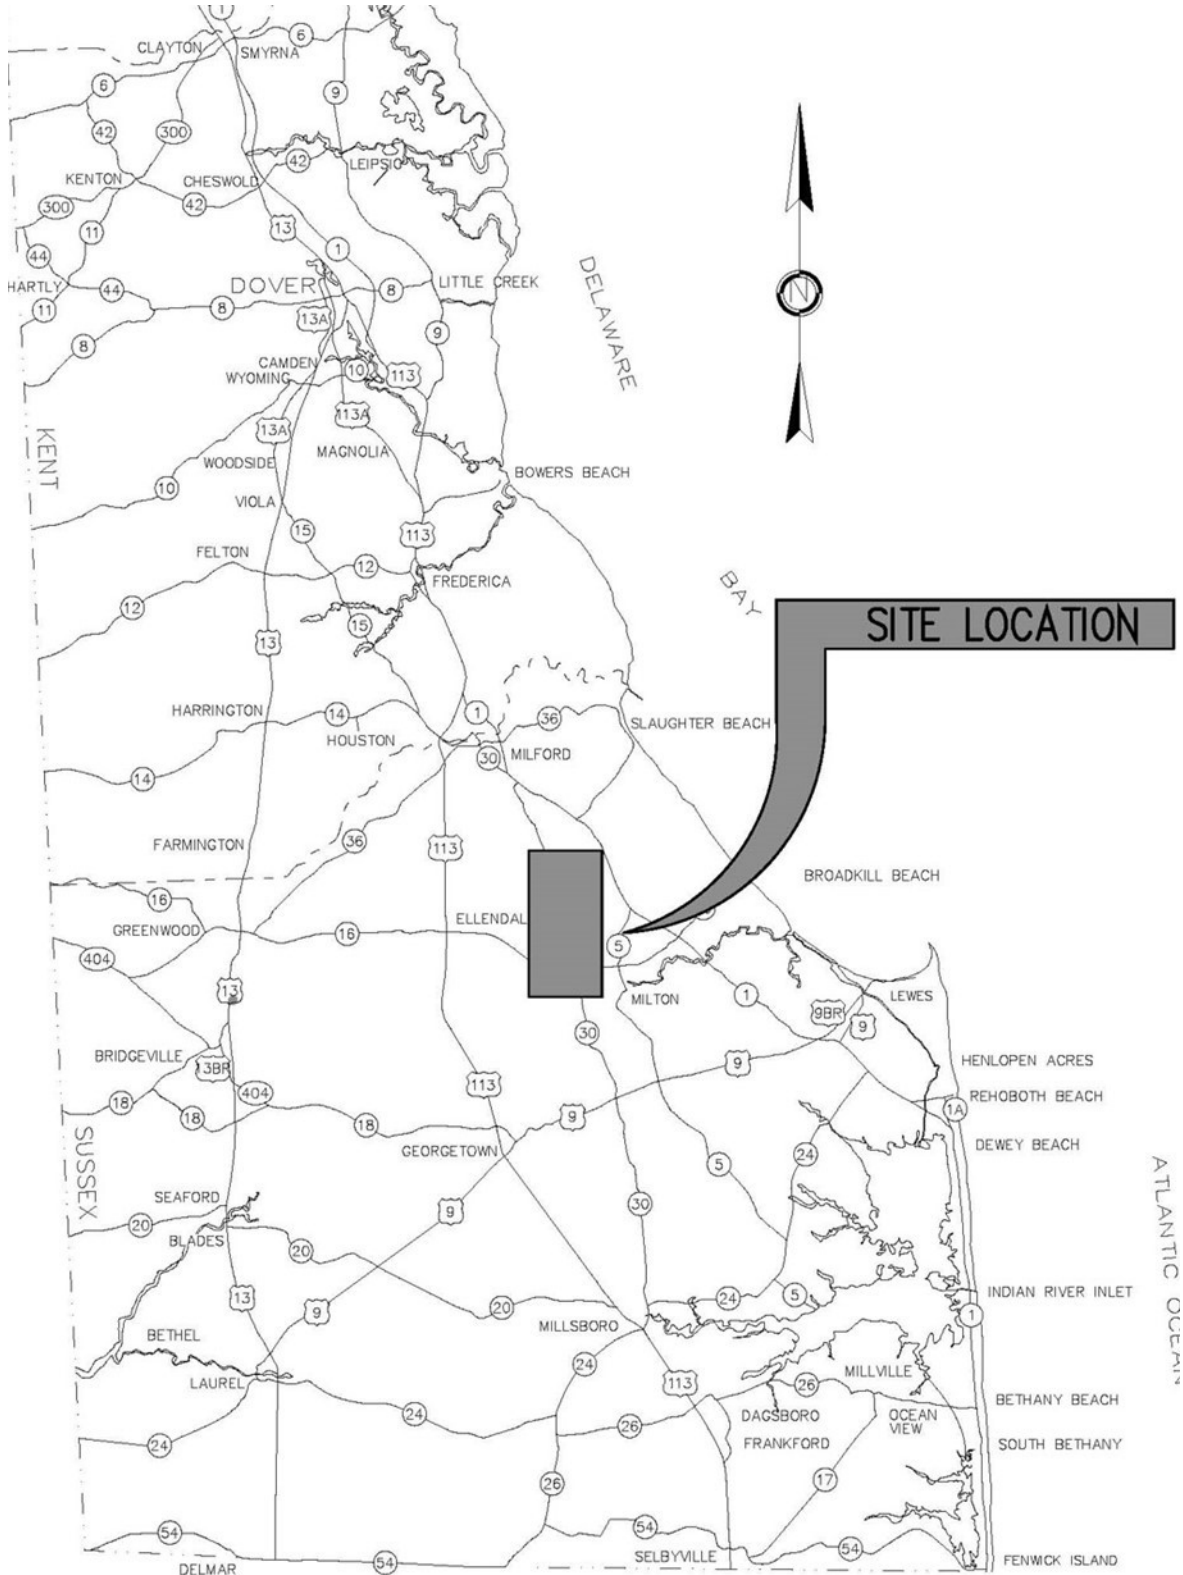 1
CLAYTON
6
SMYRNA
6
9
42
300
KENTON
CHESWOLD
42
LEIPSIC
300
42
11
13
1
44
HARTLY
44
DOVER
8
LITTLE CREEK
11
8
13A
9
8
DELAWARE
CAMDEN
WYOMING
10
113
13A
113A
KENT
WOODSIDE
MAGNOLIA
BOWERS BEACH
10
VIOLA
15
113
FELTON
12
FREDERICA
12
15
BAY
SITE LOCATION
13
HARRINGTON
14
HOUSTON
1
36
SLAUGHTER BEACH
30
MILFORD
14
FARMINGTON
36
113
BROADKILL BEACH
16
GREENWOOD
16
ELLENDAL
5
404
13
MILTON
1
LEWES
9BR
9
30
BRIDGEVILLE
13BR
9
HENLOPEN ACRES
18
404
113
REHOBOTH BEACH
1A
18
18
9
GEORGETOWN
DEWEY BEACH
SUSSEX
5
24
SEAFORD
9
30
20
BLADES
20
ATLANTIC OCEAN
13
9
20
24
5
INDIAN RIVER INLET
BETHEL
MILLSBORO
1
24
LAUREL
113
26
MILLVILLE
24
26
DAGSBORO
OCEAN
VIEW
BETHANY BEACH
24
FRANKFORD
SOUTH BETHANY
26
17
54
54
54
SELBYVILLE
54
DELMAR
FENWICK ISLAND
N